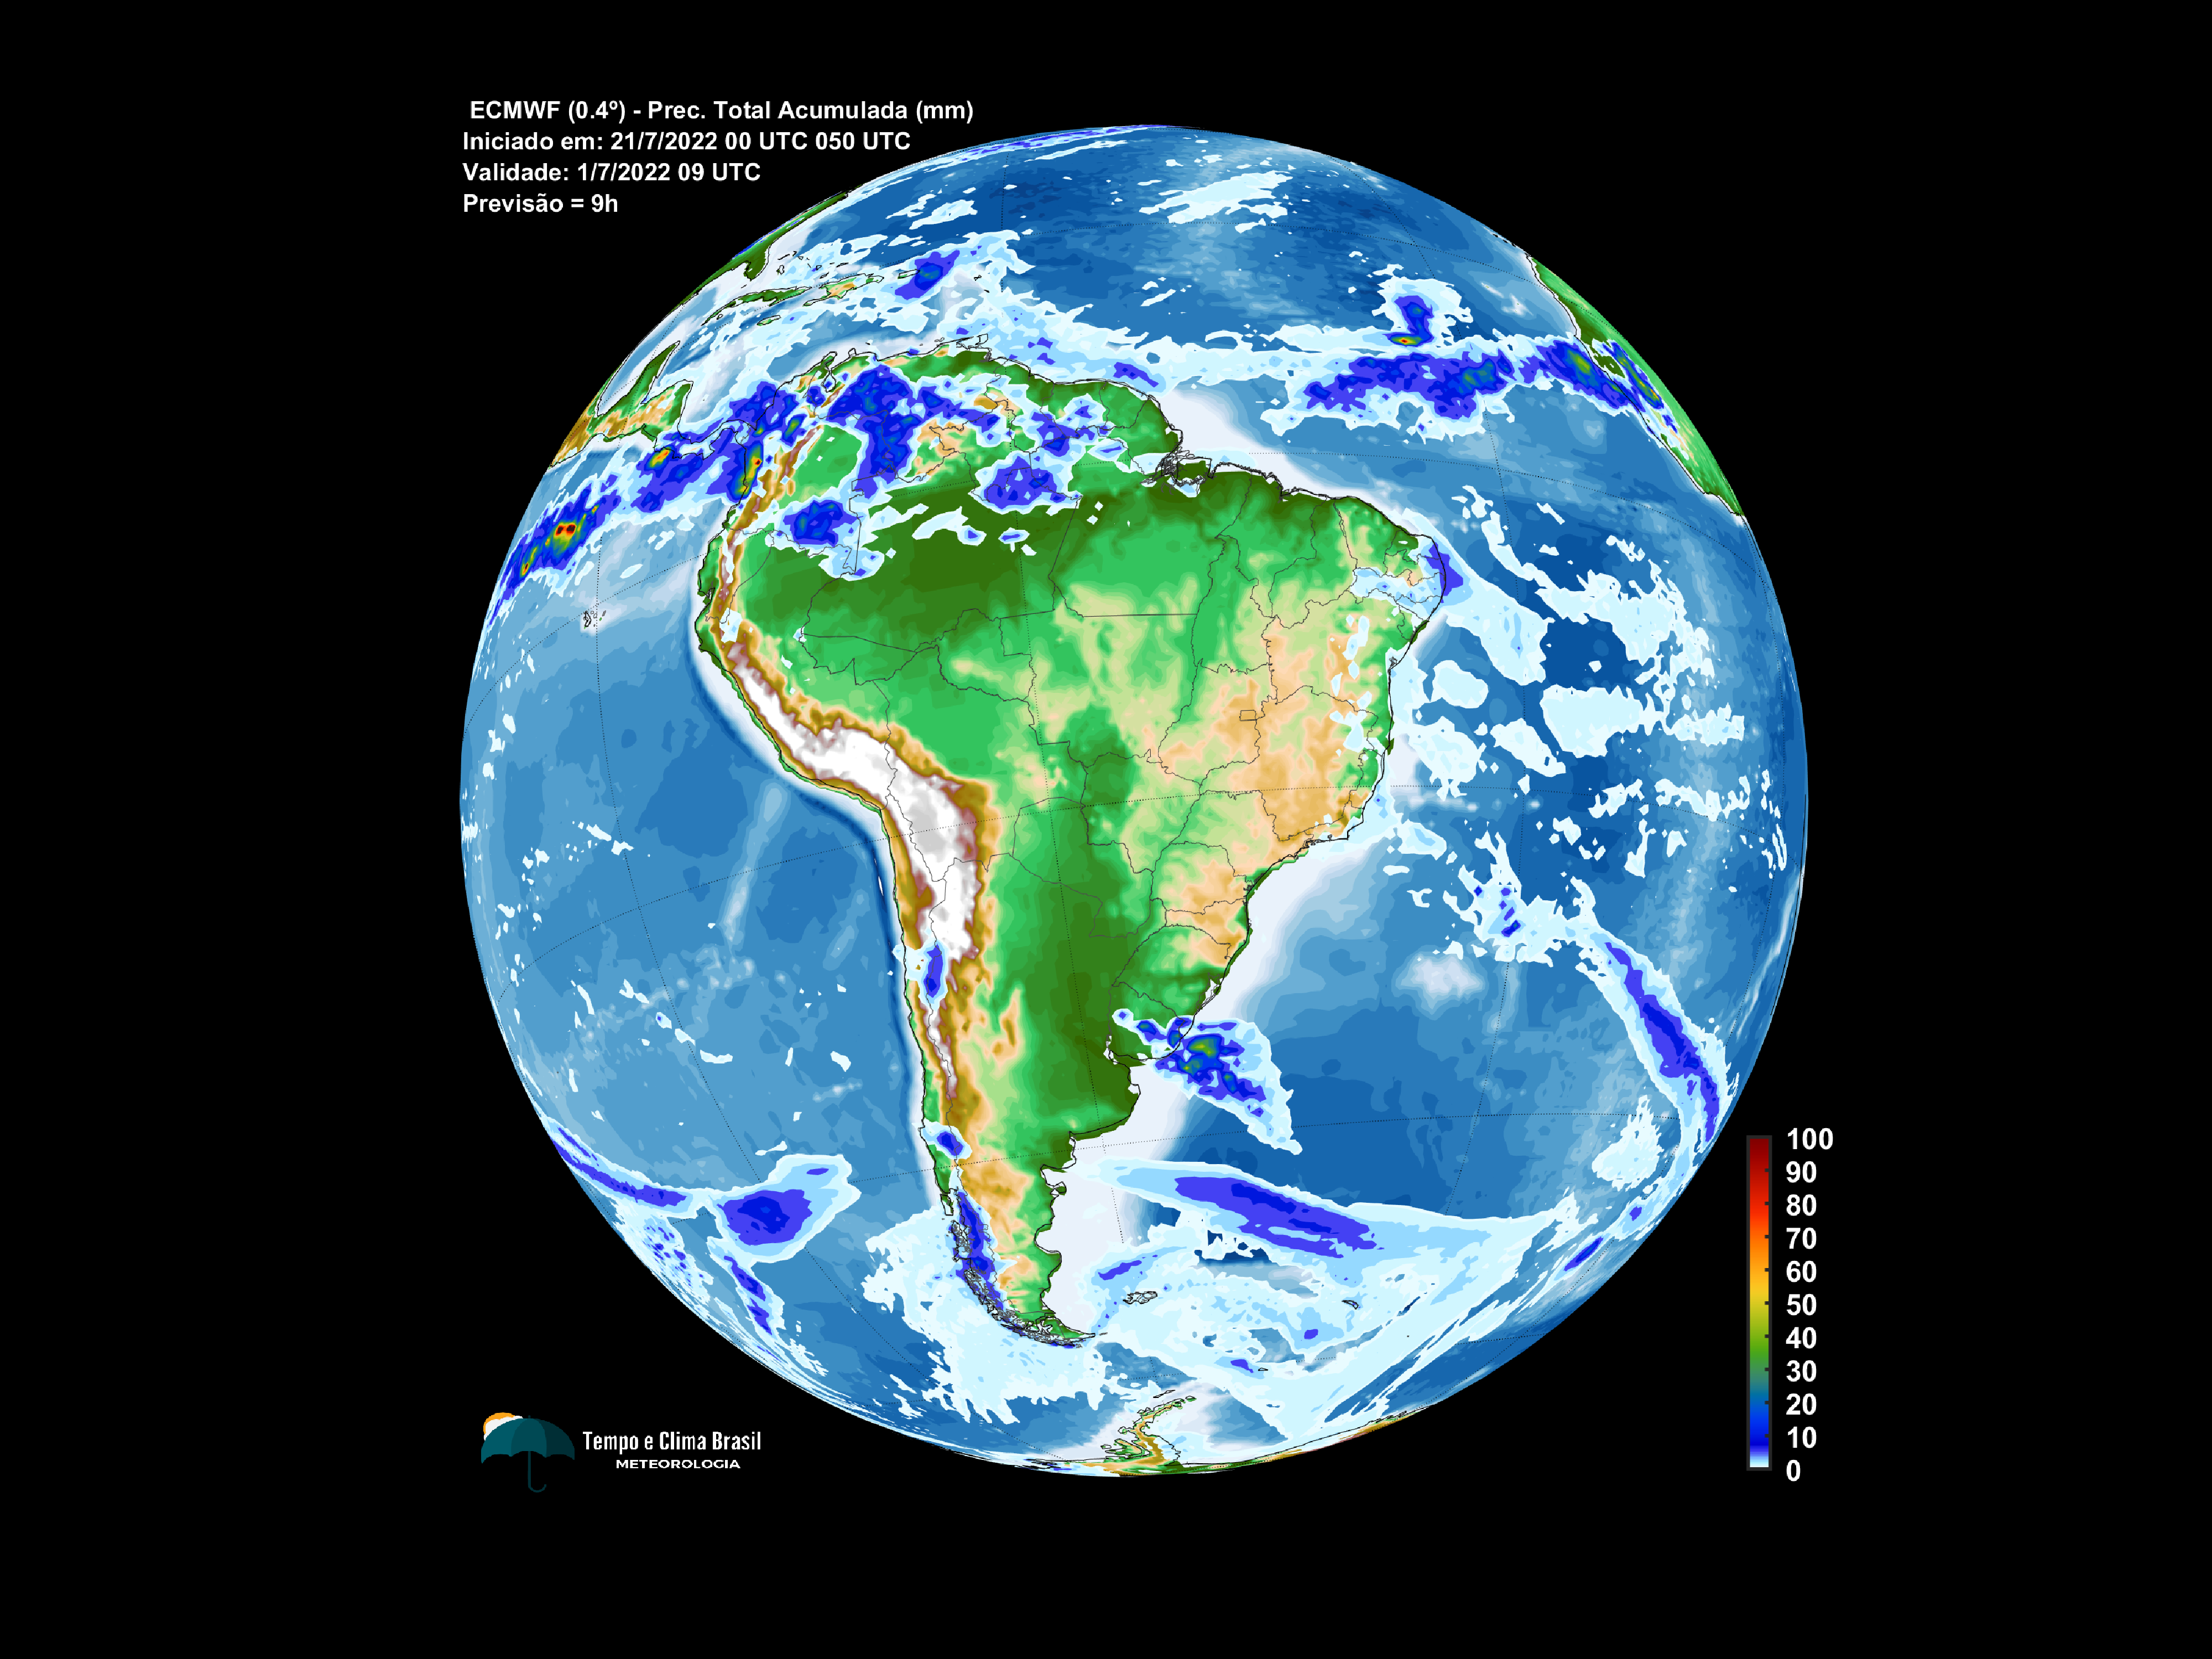 ECMWF (0.4º) - Prec. Total Acumulada (mm)
Iniciado em: 21/7/2022 00 UTC 050 UTC
Validade: 1/7/2022 09 UTC
Previsão = 9h
100
90
80
70
60
50
40
30
20
10
0
Tempo e Clima Brasil
METEOROLOGIA